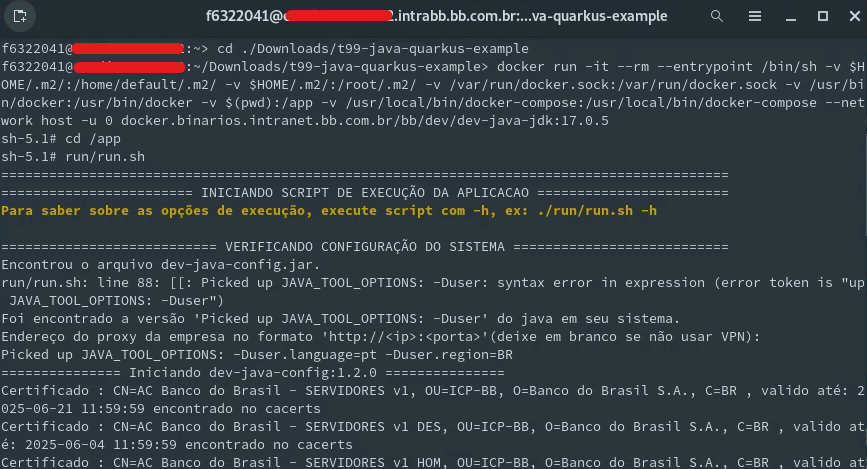 f6322041@ 2.intrabb.bb.com.br:...va-quarkus-example
f6322041@ :~> cd ./Downloads/t99-java-quarkus-example
f6322041@ :~/Downloads/t99-java-quarkus-example> docker run -it --rm --entrypoint /bin/sh -v $H
OME/.m2/:/home/default/.m2/ -v $HOME/.m2/:/root/.m2/ -v /var/run/docker.sock:/var/run/docker.sock -v /usr/bi
n/docker:/usr/bin/docker -v $(pwd):/app -v /usr/local/bin/docker-compose:/usr/local/bin/docker-compose --net
work host -u 0 docker.binarios.intranet.bb.com.br/bb/dev/dev-java-jdk:17.0.5
sh-5.1# cd /app
sh-5.1# run/run.sh
===========================================================================================
======================== INICIANDO SCRIPT DE EXECUÇÃO DA APLICACAO ========================
Para saber sobre as opções de execução, execute script com -h, ex: ./run/run.sh -h
=========================== VERIFICANDO CONFIGURAÇÃO DO SISTEMA ===========================
Encontrou o arquivo dev-java-config.jar.
run/run.sh: line 88: [[: Picked up JAVA_TOOL_OPTIONS: -Duser: syntax error in expression (error token is "up
 JAVA_TOOL_OPTIONS: -Duser")
Foi encontrado a versão 'Picked up JAVA_TOOL_OPTIONS: -Duser' do java em seu sistema.
Endereço do proxy da empresa no formato 'http://<ip>:<porta>'(deixe em branco se não usar VPN):
Picked up JAVA_TOOL_OPTIONS: -Duser.language=pt -Duser.region=BR
=============== Iniciando dev-java-config:1.2.0 ===============
Certificado : CN=AC Banco do Brasil - SERVIDORES v1, OU=ICP-BB, O=Banco do Brasil S.A., C=BR , valido até: 2
025-06-21 11:59:59 encontrado no cacerts
Certificado : CN=AC Banco do Brasil - SERVIDORES v1 DES, OU=ICP-BB, O=Banco do Brasil S.A., C=BR , valido at
é: 2025-06-04 11:59:59 encontrado no cacerts
Certificado : CN=AC Banco do Brasil - SERVIDORES v1 HOM, OU=ICP-BB, O=Banco do Brasil S.A., C=BR , valido at